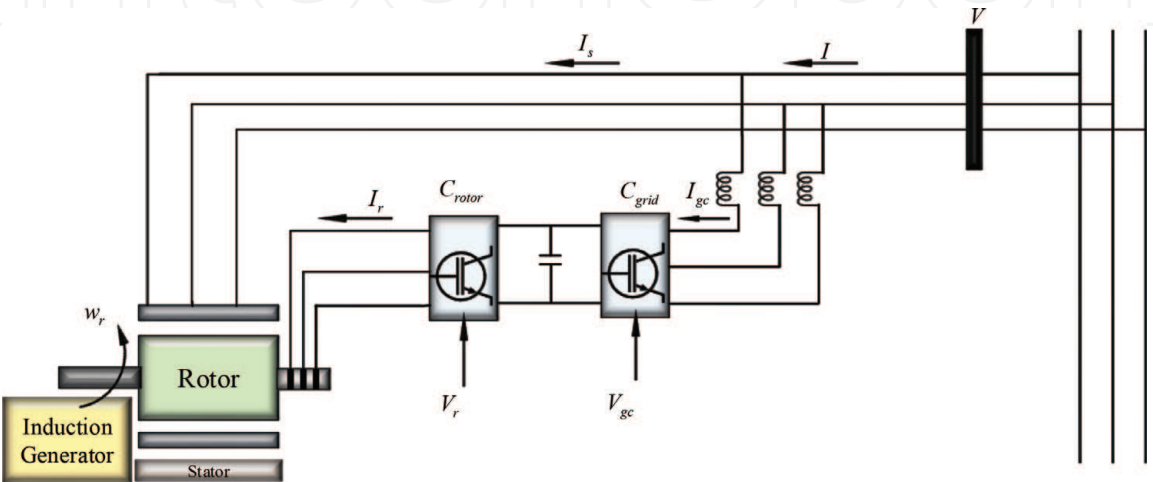 V
I_s
I
I_r
C_rotor
C_grid
I_gc
w_r
Rotor
V_r
V_gc
Induction
Generator
Stator